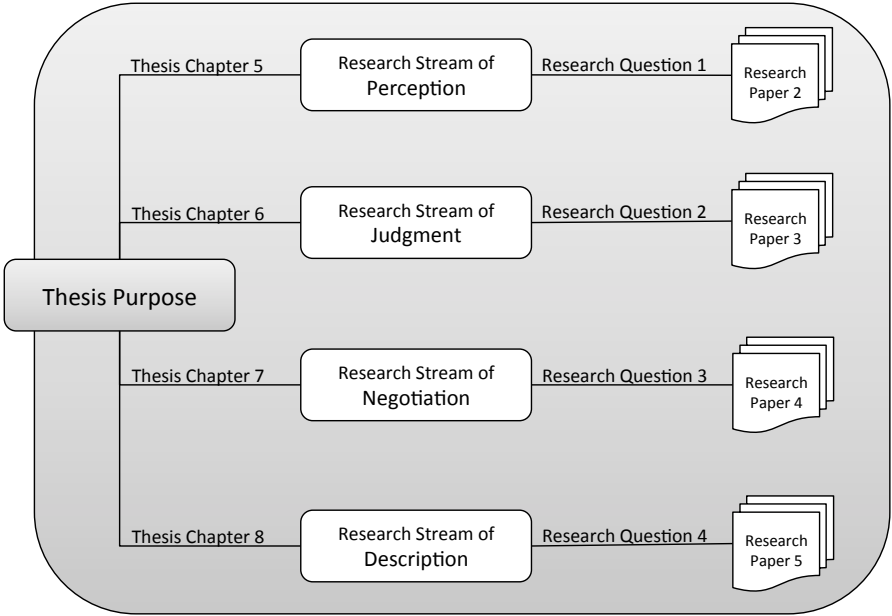 Thesis Chapter 5
Research Stream of
Perception
Research Question 1
Research
Paper 2
Thesis Chapter 6
Research Stream of
Judgment
Research Question 2
Research
Paper 3
Thesis Purpose
Thesis Chapter 7
Research Stream of
Negotiation
Research Question 3
Research
Paper 4
Thesis Chapter 8
Research Stream of
Description
Research Question 4
Research
Paper 5